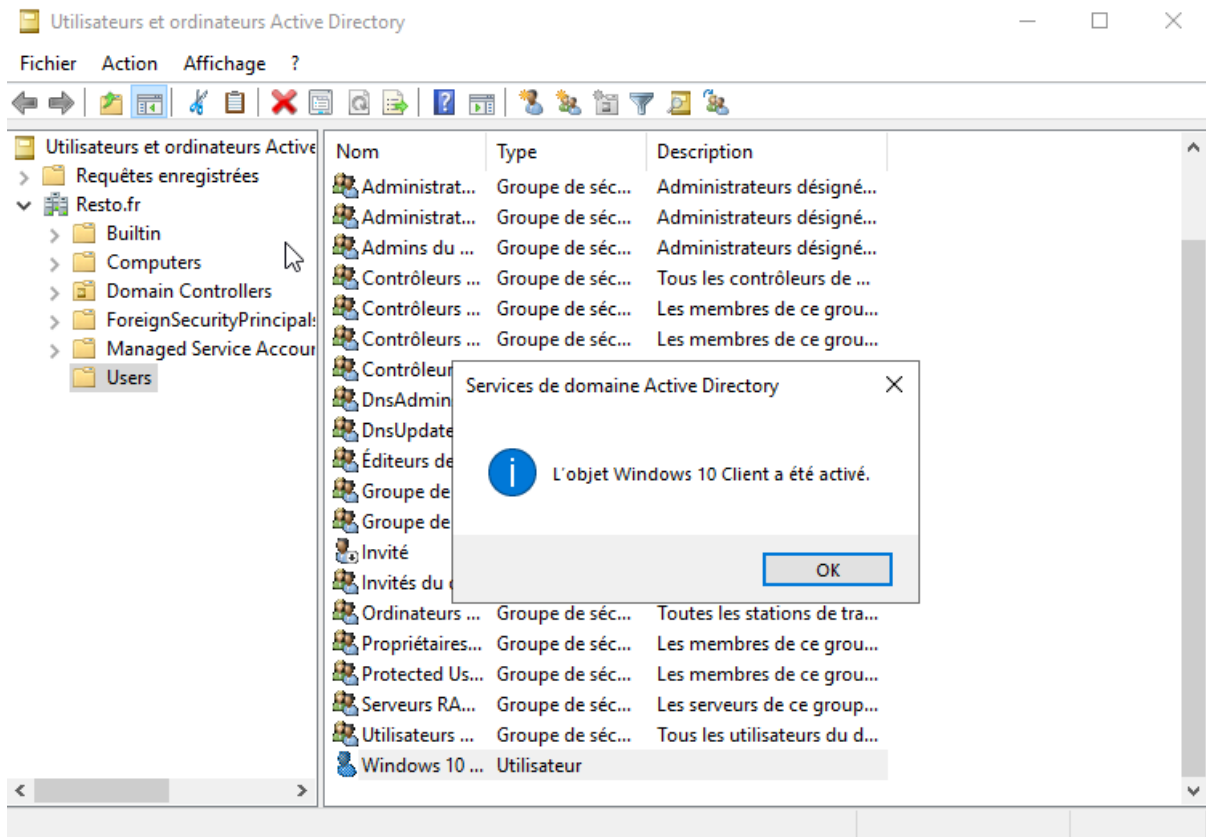 Utilisateurs et ordinateurs Active Directory
Fichier Action Affichage ?
Utilisateurs et ordinateurs Active
Requêtes enregistrées
Resto.fr
Builtin
Computers
Domain Controllers
ForeignSecurityPrincipals
Managed Service Accour
Users
Nom Type Description
Administrat... Groupe de séc... Administrateurs désigné...
Administrat... Groupe de séc... Administrateurs désigné...
Admins du ... Groupe de séc... Administrateurs désigné...
Contrôleurs ... Groupe de séc... Tous les contrôleurs de ...
Contrôleurs ... Groupe de séc... Les membres de ce grou...
Contrôleurs ... Groupe de séc... Les membres de ce grou...
Contrôleur
DnsAdmin
DnsUpdate
Éditeurs de
Groupe de
Groupe de
Invité
Invités du
Ordinateurs ... Groupe de séc... Toutes les stations de tra...
Propriétaires... Groupe de séc... Les membres de ce grou...
Protected Us... Groupe de séc... Les membres de ce grou...
Serveurs RA... Groupe de séc... Les serveurs de ce group...
Utilisateurs ... Groupe de séc... Tous les utilisateurs du d...
Windows 10 ... Utilisateur
Services de domaine Active Directory
L'objet Windows 10 Client a été activé.
OK